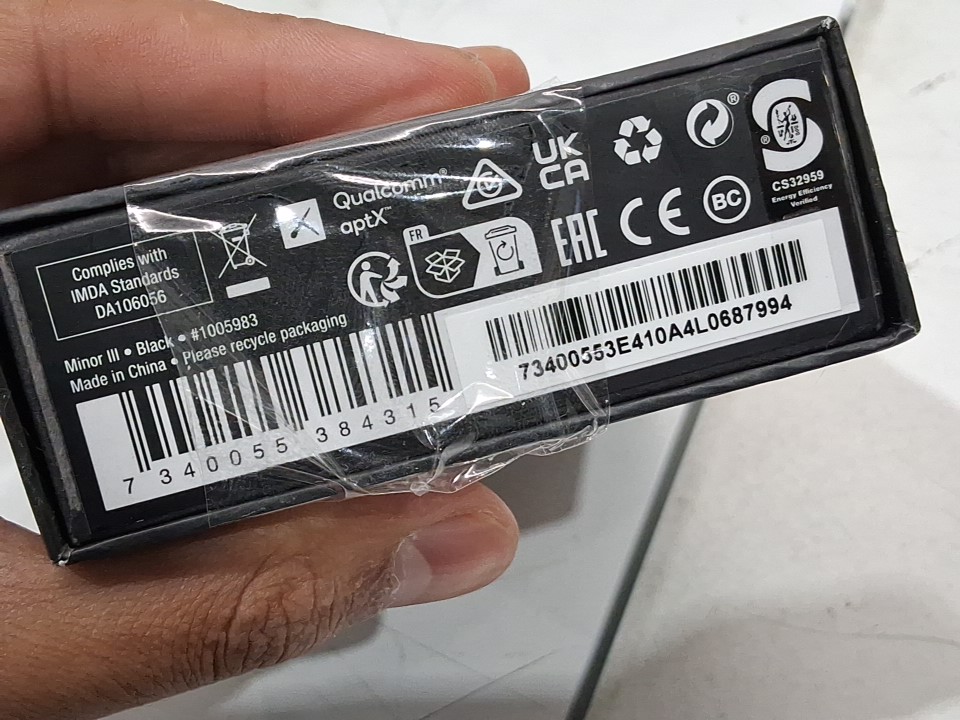 Complies with
IMDA Standards
DA106056
Qualcomm®
aptX™
FR
UK
CA
EAC
CE
BC
®
S
®
CS32959
Energy Efficiency
Verified
Minor III • Black • #1005983
Made in China • Please recycle packaging
7 340055 384315
73400553E410A4L0687994